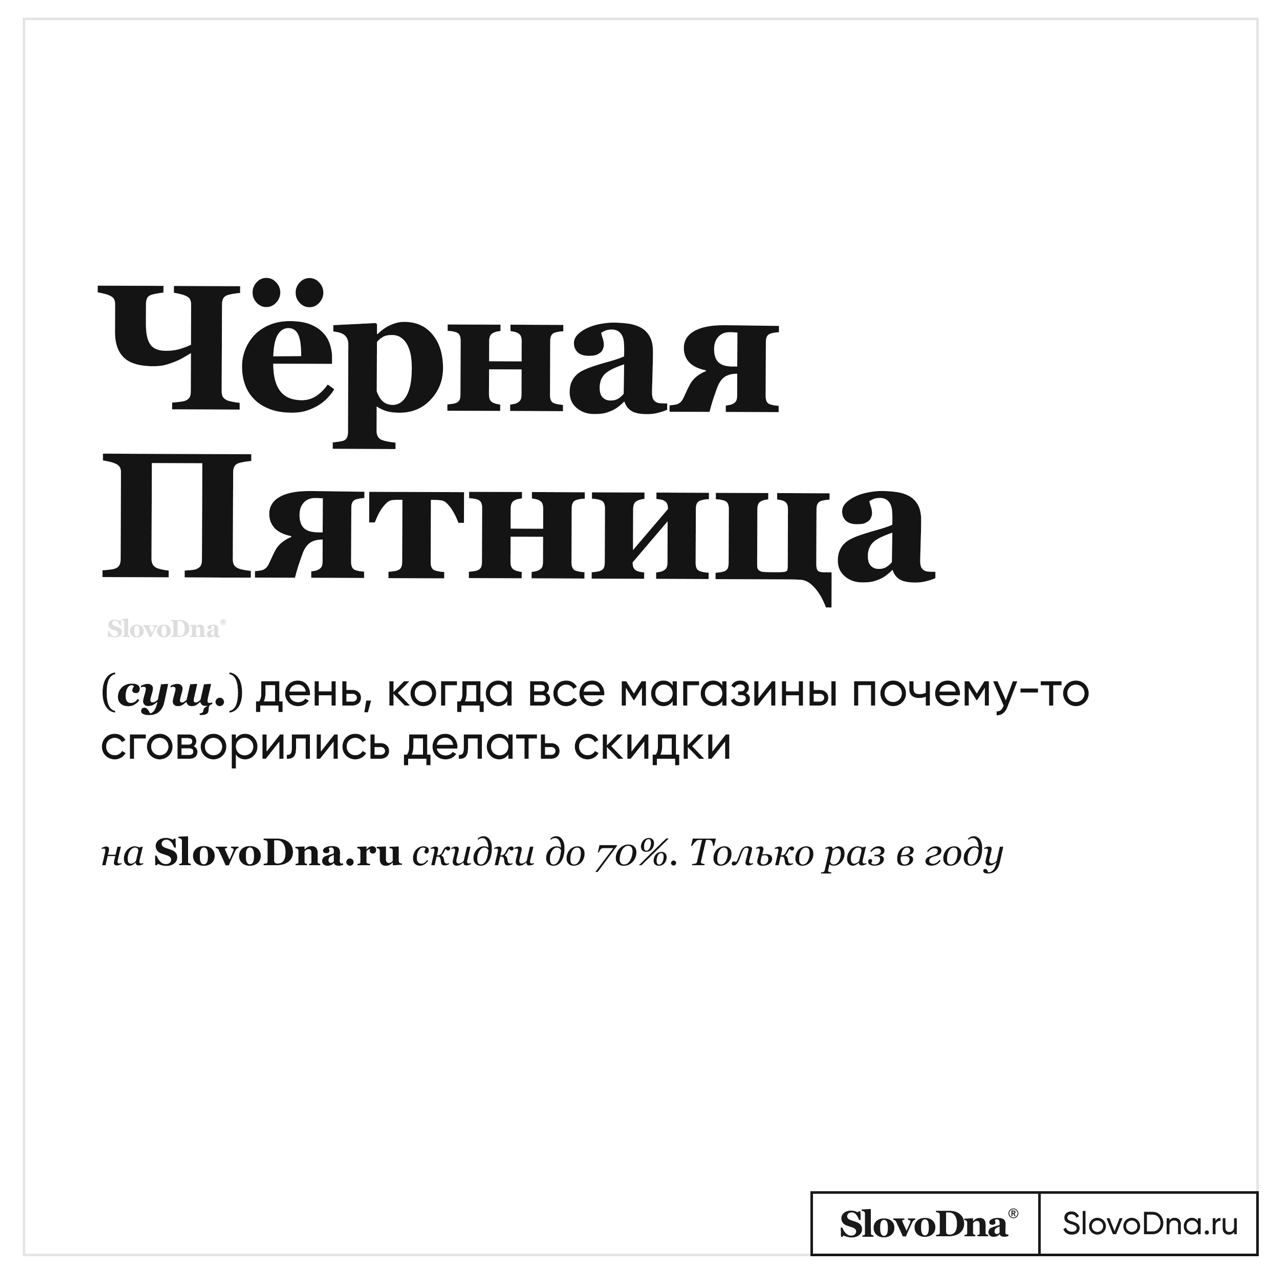 Чёрная
Пятница
SlovoDna®
(сущ.) день, когда все магазины почему-то
сговорились делать скидки
на SlovoDna.ru скидки до 70%. Только раз в году
SlovoDna® SlovoDna.ru